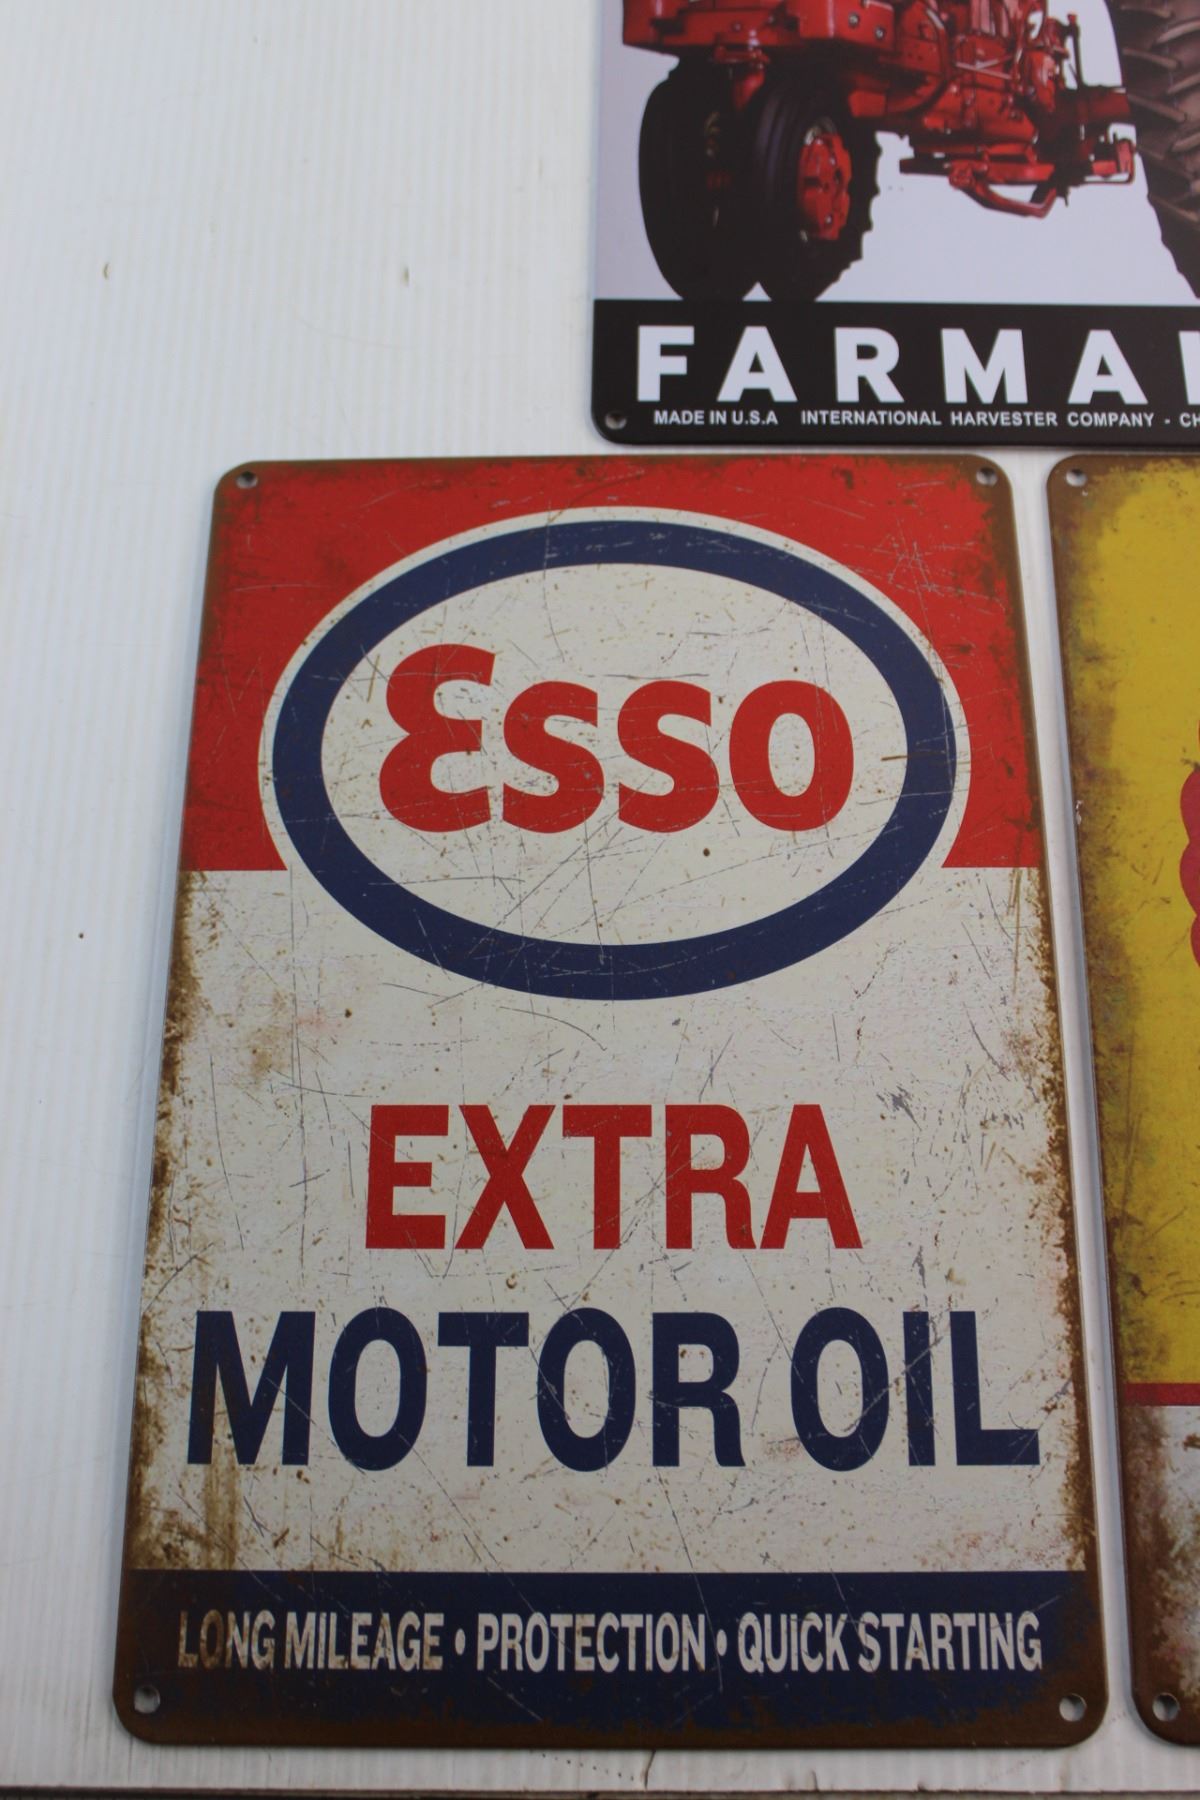 FARMA
MADE IN U.S.A INTERNATIONAL HARVESTER COMPANY - CH
Esso
EXTRA
MOTOR OIL
LONG MILEAGE • PROTECTION • QUICK STARTING